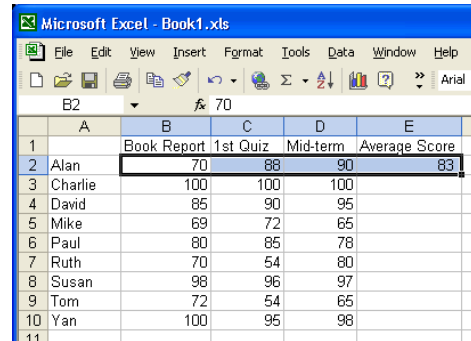 Microsoft Excel - Book1.xls
File Edit View Insert Format Tools Data Window Help
Σ ? » Arial
B2 fx 70
A B C D E
1 Book Report 1st Quiz Mid-term Average Score
2 Alan 70 88 90 83
3 Charlie 100 100 100
4 David 85 90 95
5 Mike 69 72 65
6 Paul 80 85 78
7 Ruth 70 54 80
8 Susan 98 96 97
9 Tom 72 54 65
10 Yan 100 95 98
11